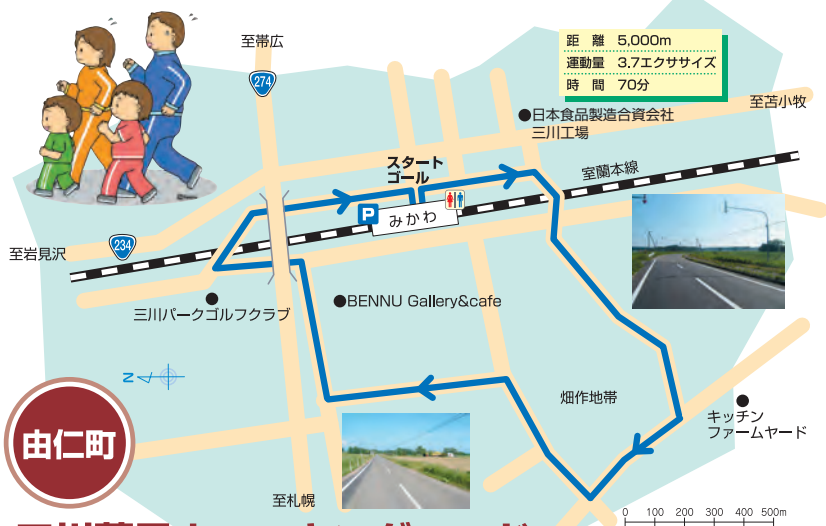 至帯広
274
距 離 5,000m
運動量 3.7エクササイズ
時 間 70分
至苫小牧
●日本食品製造合資会社
三川工場
スタート
ゴール
室蘭本線
P
みかわ
至岩見沢
234
三川パークゴルフクラブ
●BENNU Gallery&cafe
N
畑作地帯
キッチン
ファームヤード
由仁町
至札幌
0 100 200 300 400 500m